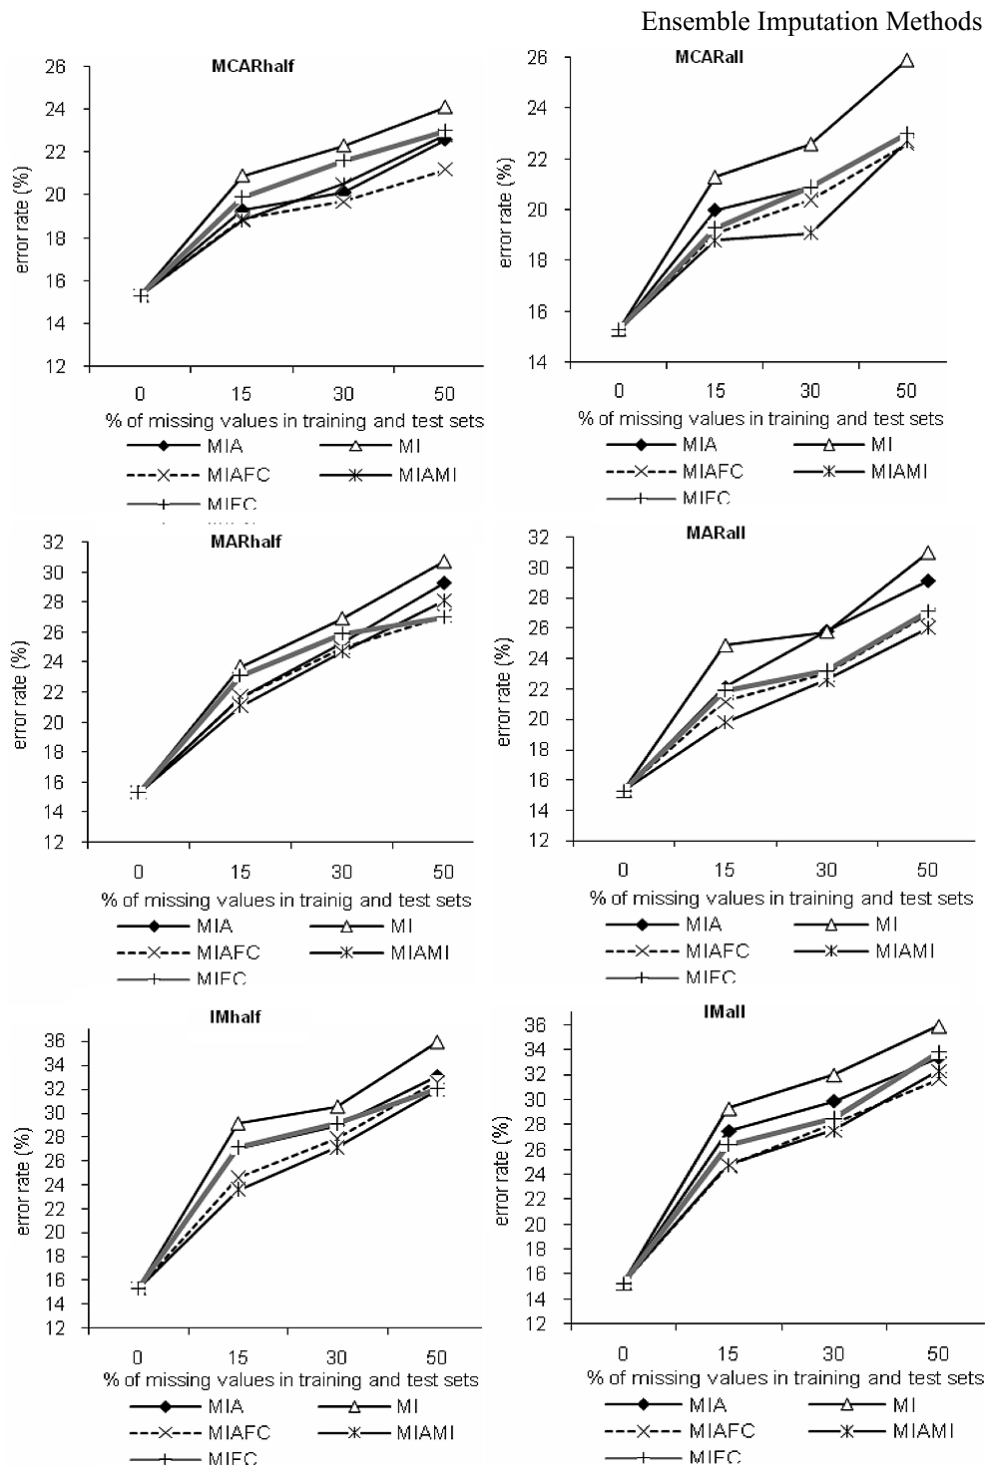 Ensemble Imputation Methods
MCARhalf
error rate (%)
26
24
22
20
18
16
14
12
0 15 30 50
% of missing values in training and test sets
MIA MI
MIAFC MIAMI
MIFC
MCARall
error rate (%)
26
24
22
20
18
16
14
0 15 30 50
% of missing values in training and test sets
MIA MI
MIAFC MIAMI
MIFC
MARhalf
error rate (%)
32
30
28
26
24
22
20
18
16
14
12
0 15 30 50
% of missing values in trainig and test sets
MIA MI
MIAFC MIAMI
MIFC
MARall
error rate (%)
32
30
28
26
24
22
20
18
16
14
12
0 15 30 50
% of missing values in training and test sets
MIA MI
MIAFC MIAMI
MIFC
IMhalf
error rate (%)
36
34
32
30
28
26
24
22
20
18
16
14
12
0 15 30 50
% of missing values in training and test sets
MIA MI
MIAFC MIAMI
MIFC
IMall
error rate (%)
36
34
32
30
28
26
24
22
20
18
16
14
12
0 15 30 50
% of missing values in training and test sets
MIA MI
MIAFC MIAMI
MIFC